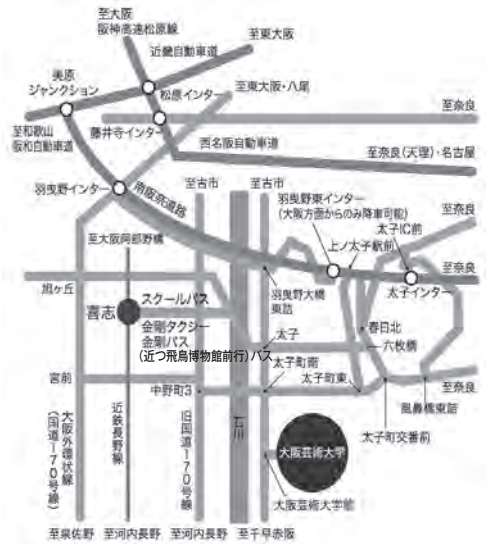 至大阪
阪神高速松原線
近畿自動車道
至東大阪
美原
ジャンクション
松原インター
至東大阪・八尾
至和歌山
阪和自動車道
藤井寺インター
至奈良
西名阪自動車道
至奈良(天理)・名古屋
羽曳野インター
南阪奈道路
至古市
至古市
羽曳野東インター
(大阪方面からのみ降車可能)
至奈良
太子IC前
上ノ太子駅前
至大阪阿部野橋
至奈良
旭ヶ丘
羽曳野大橋
東詰
太子インター
喜志
スクールバス
金剛タクシー
金剛バス
(近つ飛鳥博物館前行)バス
太子
春日北
六枚橋
太子町南
宮前
中野町3
太子町東
至奈良
風鼻橋東詰
太子町交番前
大阪外環状線
(国道170号線)
近鉄長野線
旧国道170号線
石川
大阪芸術大学
大阪芸術大学前
至泉佐野
至河内長野
至河内長野
至千早赤阪